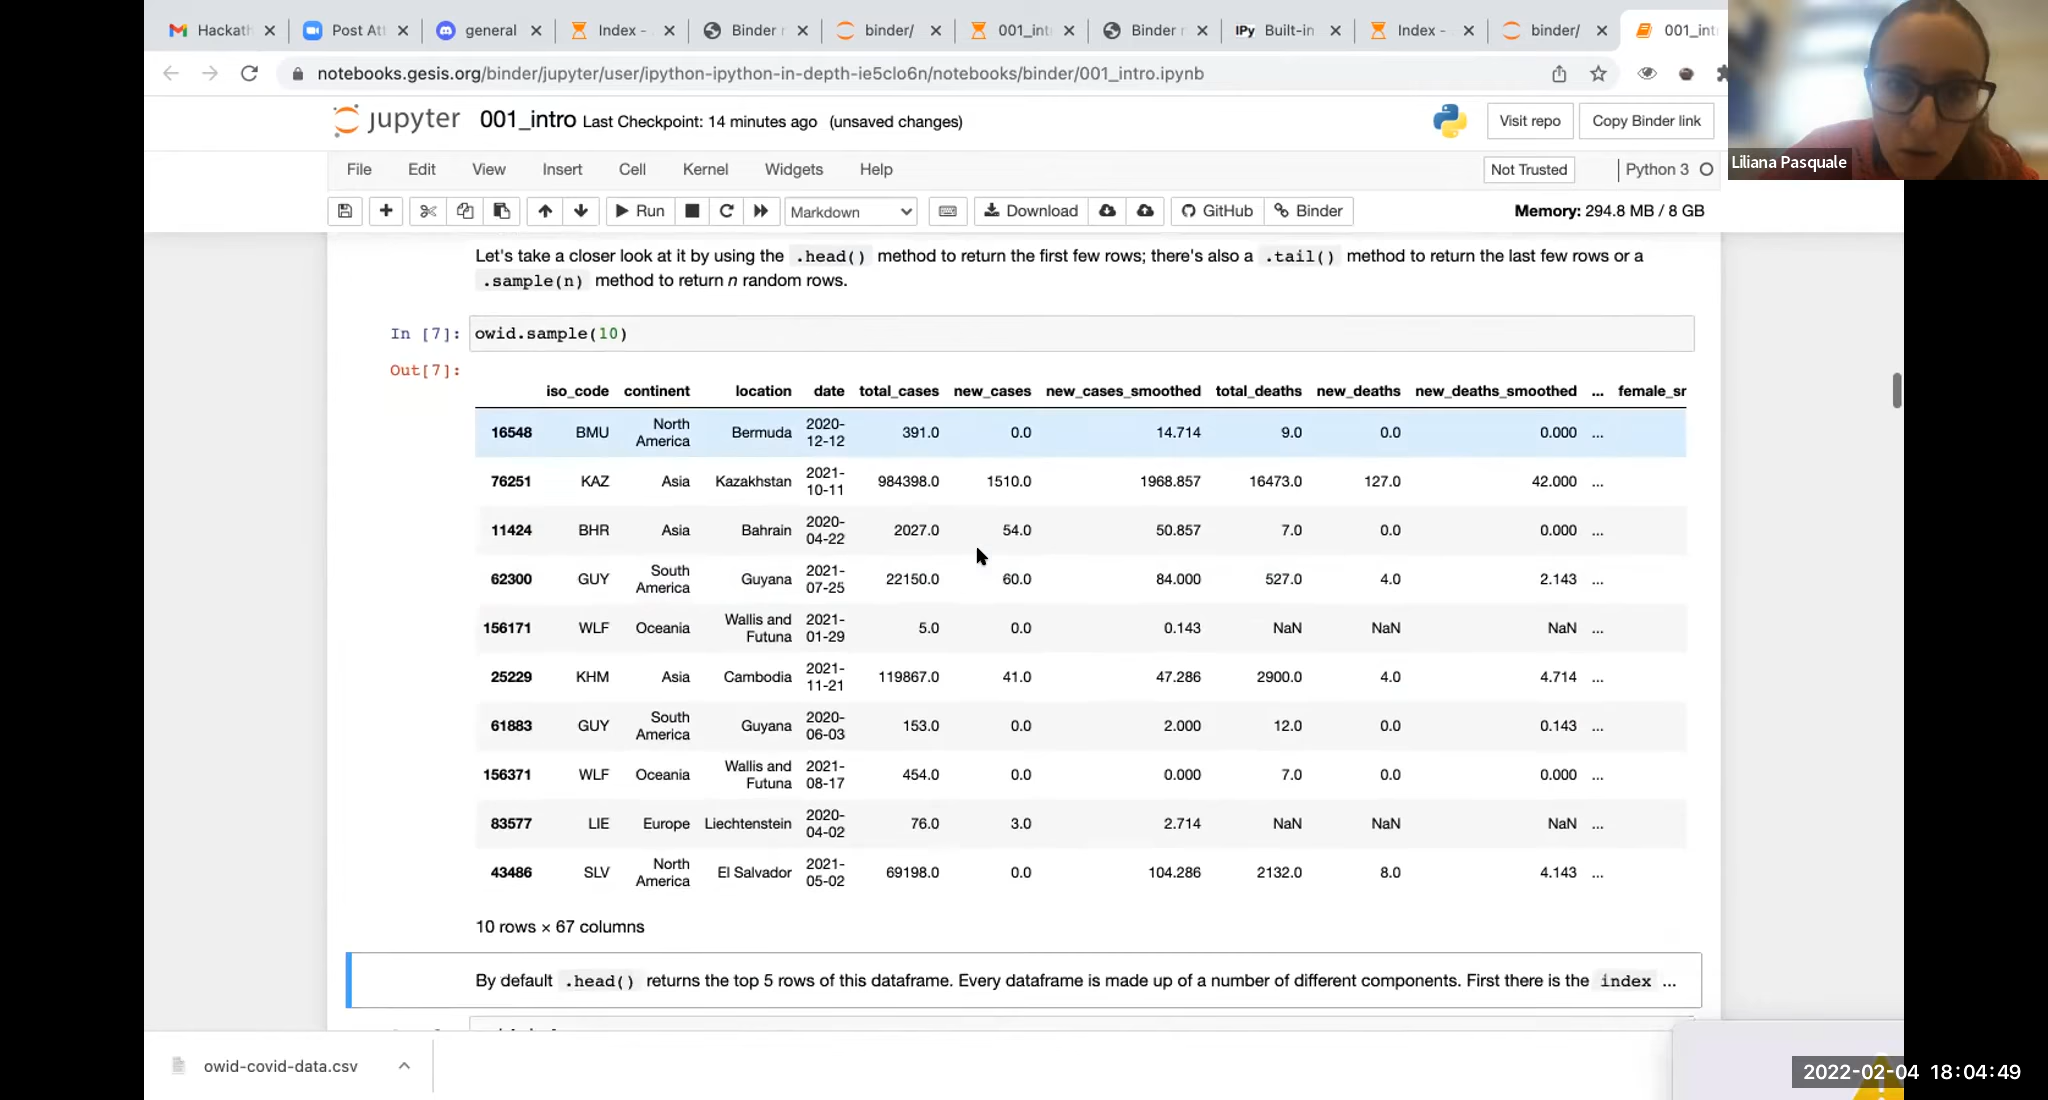 Hackath
Post Att
general
Index -
Binder
binder/
001_int
Binder
IPy Built-in
Index -
binder/
001_int
notebooks.gesis.org/binder/jupyter/user/ipython-ipython-in-depth-ie5clo6n/notebooks/binder/001_intro.ipynb
jupyter 001_intro Last Checkpoint: 14 minutes ago (unsaved changes)
Visit repo
Copy Binder link
Liliana Pasquale
File Edit View Insert Cell Kernel Widgets Help
Not Trusted
Python 3
Run
Markdown
Download
GitHub
Binder
Memory: 294.8 MB / 8 GB
Let's take a closer look at it by using the .head() method to return the first few rows; there's also a .tail() method to return the last few rows or a
.sample(n) method to return n random rows.
In [7]: owid.sample(10)
Out[7]:
iso_code continent location date total_cases new_cases new_cases_smoothed total_deaths new_deaths new_deaths_smoothed ... female_sr
16548 BMU North America Bermuda 2020-12-12 391.0 0.0 14.714 9.0 0.0 0.000 ...
76251 KAZ Asia Kazakhstan 2021-10-11 984398.0 1510.0 1968.857 16473.0 127.0 42.000 ...
11424 BHR Asia Bahrain 2020-04-22 2027.0 54.0 50.857 7.0 0.0 0.000 ...
62300 GUY South America Guyana 2021-07-25 22150.0 60.0 84.000 527.0 4.0 2.143 ...
156171 WLF Oceania Wallis and Futuna 2021-01-29 5.0 0.0 0.143 NaN NaN NaN ...
25229 KHM Asia Cambodia 2021-11-21 119867.0 41.0 47.286 2900.0 4.0 4.714 ...
61883 GUY South America Guyana 2020-06-03 153.0 0.0 2.000 12.0 0.0 0.143 ...
156371 WLF Oceania Wallis and Futuna 2021-08-17 454.0 0.0 0.000 7.0 0.0 0.000 ...
83577 LIE Europe Liechtenstein 2020-04-02 76.0 3.0 2.714 NaN NaN NaN ...
43486 SLV North America El Salvador 2021-05-02 69198.0 0.0 104.286 2132.0 8.0 4.143 ...
10 rows × 67 columns
By default .head() returns the top 5 rows of this dataframe. Every dataframe is made up of a number of different components. First there is the index ...
owid-covid-data.csv
2022-02-04 18:04:49